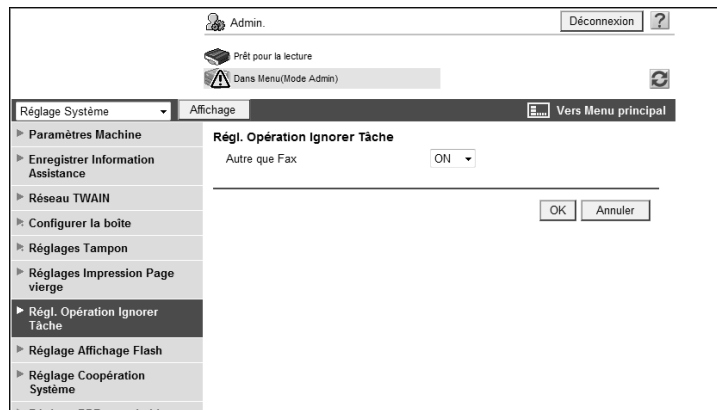 Admin.
Déconnexion
?
Prêt pour la lecture
Dans Menu(Mode Admin)
Réglage Système
Affichage
Vers Menu principal
Paramètres Machine
Enregistrer Information
Assistance
Réseau TWAIN
Configurer la boîte
Réglages Tampon
Réglages Impression Page
vierge
Régl. Opération Ignorer
Tâche
Réglage Affichage Flash
Réglage Coopération
Système
Régl. Opération Ignorer Tâche
Autre que Fax
ON
OK
Annuler